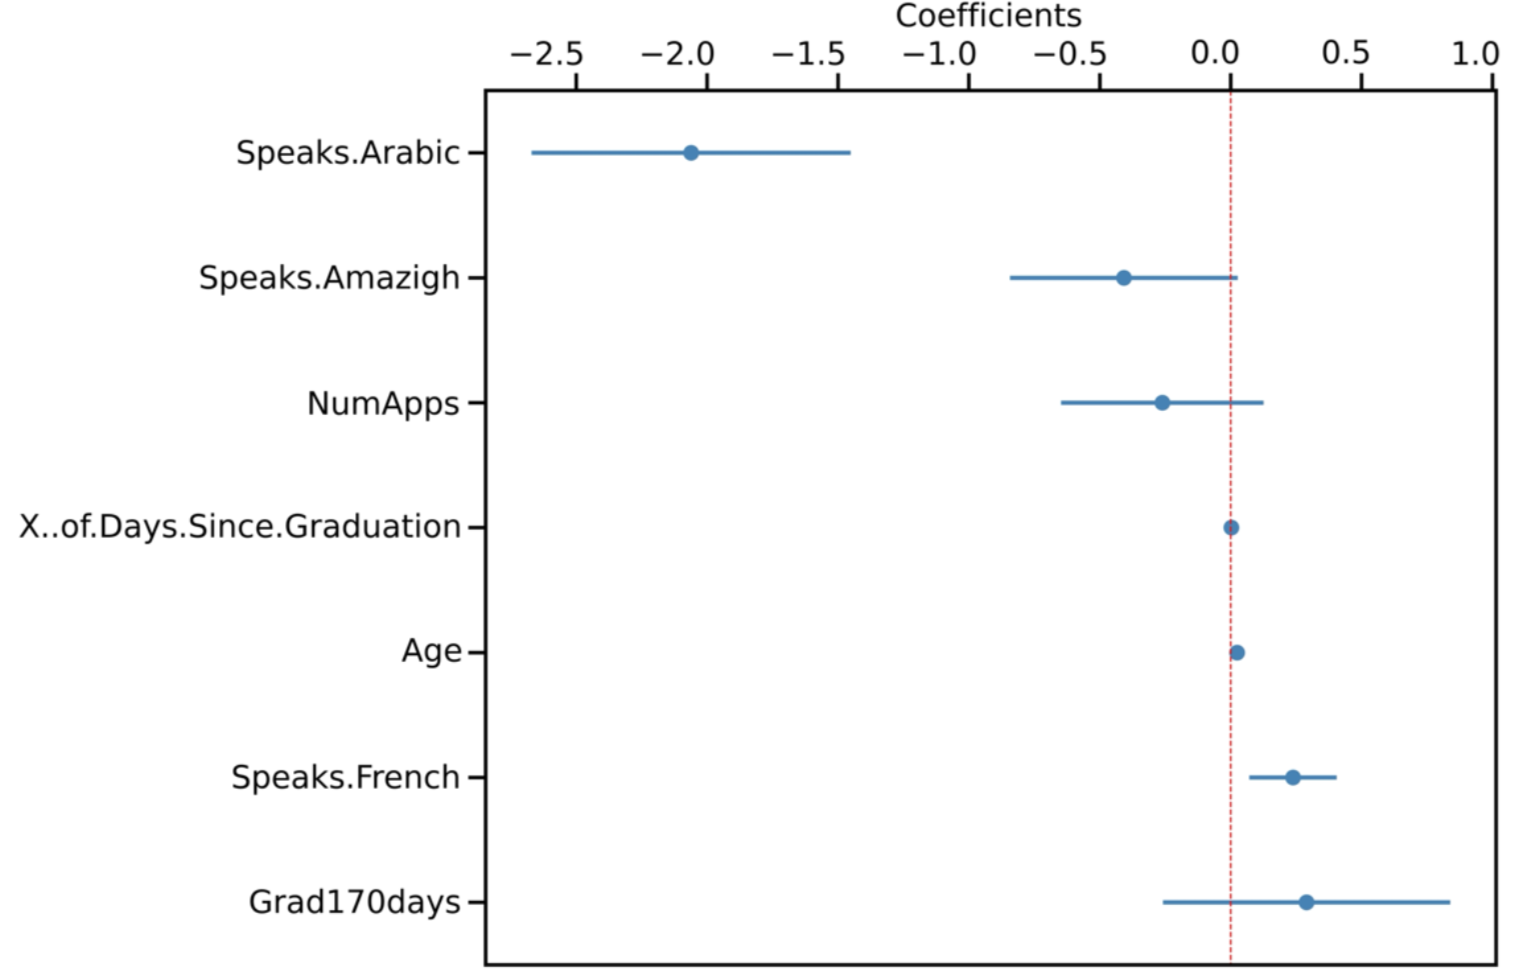 Coefficients
−2.5 −2.0 −1.5 −1.0 −0.5 0.0 0.5 1.0
Speaks.Arabic
Speaks.Amazigh
NumApps
X..of.Days.Since.Graduation
Age
Speaks.French
Grad170days